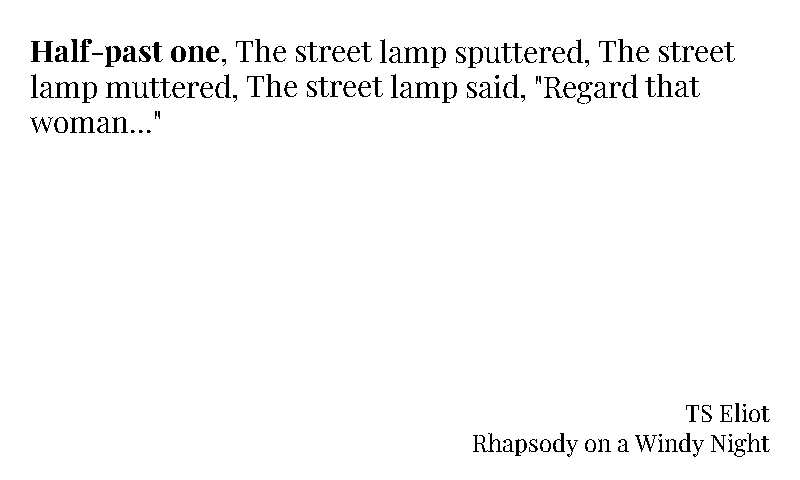 Half-past one, The street lamp sputtered, The street
lamp muttered, The street lamp said, "Regard that
woman..."
TS Eliot
Rhapsody on a Windy Night